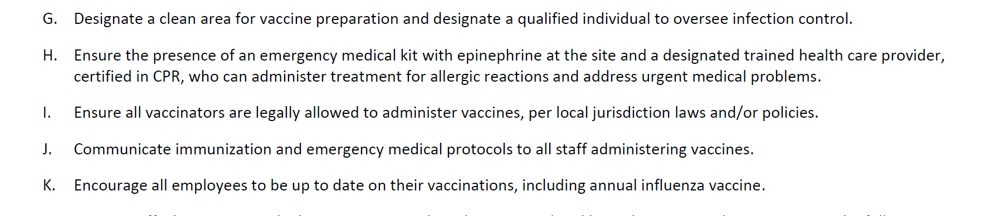 G. Designate a clean area for vaccine preparation and designate a qualified individual to oversee infection control.
H. Ensure the presence of an emergency medical kit with epinephrine at the site and a designated trained health care provider,
certified in CPR, who can administer treatment for allergic reactions and address urgent medical problems.
I. Ensure all vaccinators are legally allowed to administer vaccines, per local jurisdiction laws and/or policies.
J. Communicate immunization and emergency medical protocols to all staff administering vaccines.
K. Encourage all employees to be up to date on their vaccinations, including annual influenza vaccine.